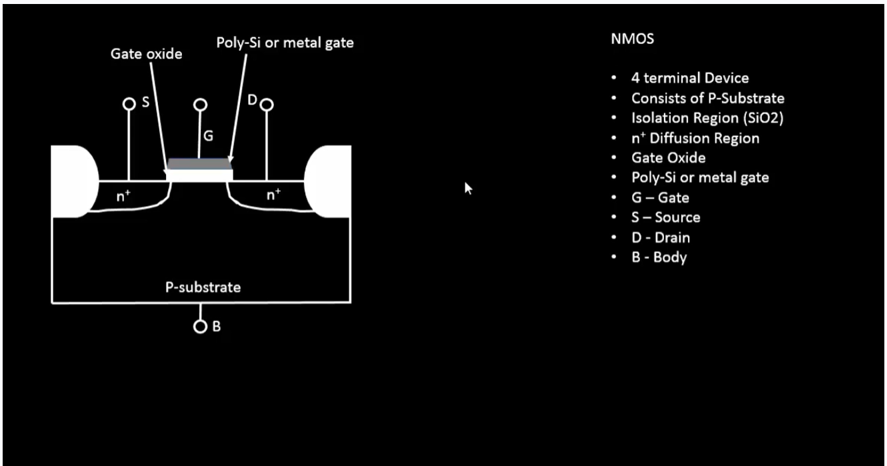 Gate oxide
Poly-Si or metal gate
S
G
D
n⁺
n⁺
P-substrate
B
NMOS
• 4 terminal Device
• Consists of P-Substrate
• Isolation Region (SiO2)
• n⁺ Diffusion Region
• Gate Oxide
• Poly-Si or metal gate
• G – Gate
• S – Source
• D - Drain
• B - Body